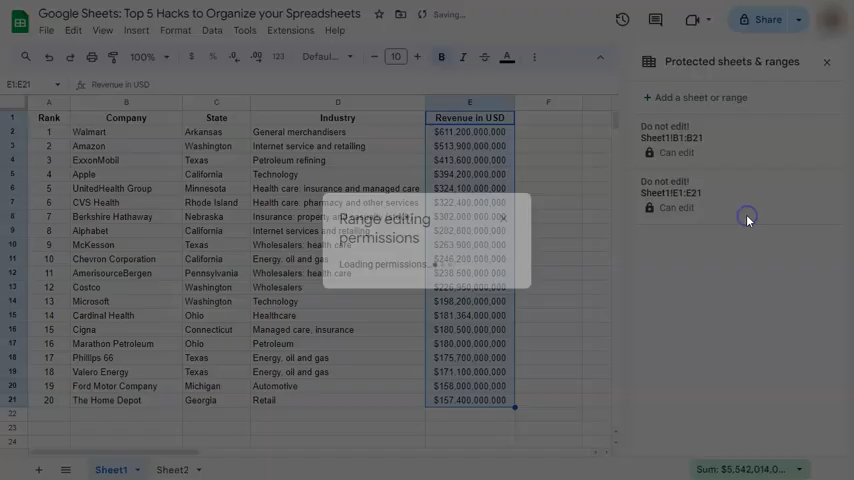 Google Sheets: Top 5 Hacks to Organize your Spreadsheets Saving...
File Edit View Insert Format Data Tools Extensions Help
Share
100% $ % .0 .00 123 Defaul... 10 B I A
E1:E21 fx Revenue in USD
A B C D E F
1 Rank Company State Industry Revenue in USD
2 1 Walmart Arkansas General merchandisers $611,200,000,000
3 2 Amazon Washington Internet service and retailing $513,900,000,000
4 3 ExxonMobil Texas Petroleum refining $413,600,000,000
5 4 Apple California Technology $394,200,000,000
6 5 UnitedHealth Group Minnesota Health care: insurance and managed care $324,100,000,000
7 6 CVS Health Rhode Island Health care: pharmacy and other services $322,400,000,000
8 7 Berkshire Hathaway Nebraska Insurance: property $302,000,000,000
9 8 Alphabet California Internet services and retailing $282,800,000,000
10 9 McKesson Texas Wholesalers: health care $263,900,000,000
11 10 Chevron Corporation California Energy, oil and gas $246,200,000,000
12 11 AmerisourceBergen Pennsylvania Wholesalers: health care $238,500,000,000
13 12 Costco Washington Wholesalers $226,950,000,000
14 13 Microsoft Washington Technology $198,200,000,000
15 14 Cardinal Health Ohio Healthcare $181,364,000,000
16 15 Cigna Connecticut Managed care, insurance $180,500,000,000
17 16 Marathon Petroleum Ohio Petroleum $180,000,000,000
18 17 Phillips 66 Texas Energy, oil and gas $175,700,000,000
19 18 Valero Energy Texas Energy, oil and gas $171,100,000,000
20 19 Ford Motor Company Michigan Automotive $158,000,000,000
21 20 The Home Depot Georgia Retail $157,400,000,000
22
23
24
Range editing
permissions
Loading permissions...
Protected sheets & ranges
+ Add a sheet or range
Do not edit!
Sheet1!B1:B21
Can edit
Do not edit!
Sheet1!E1:E21
Can edit
Sheet1 Sheet2 Sum: $5,542,014,0...